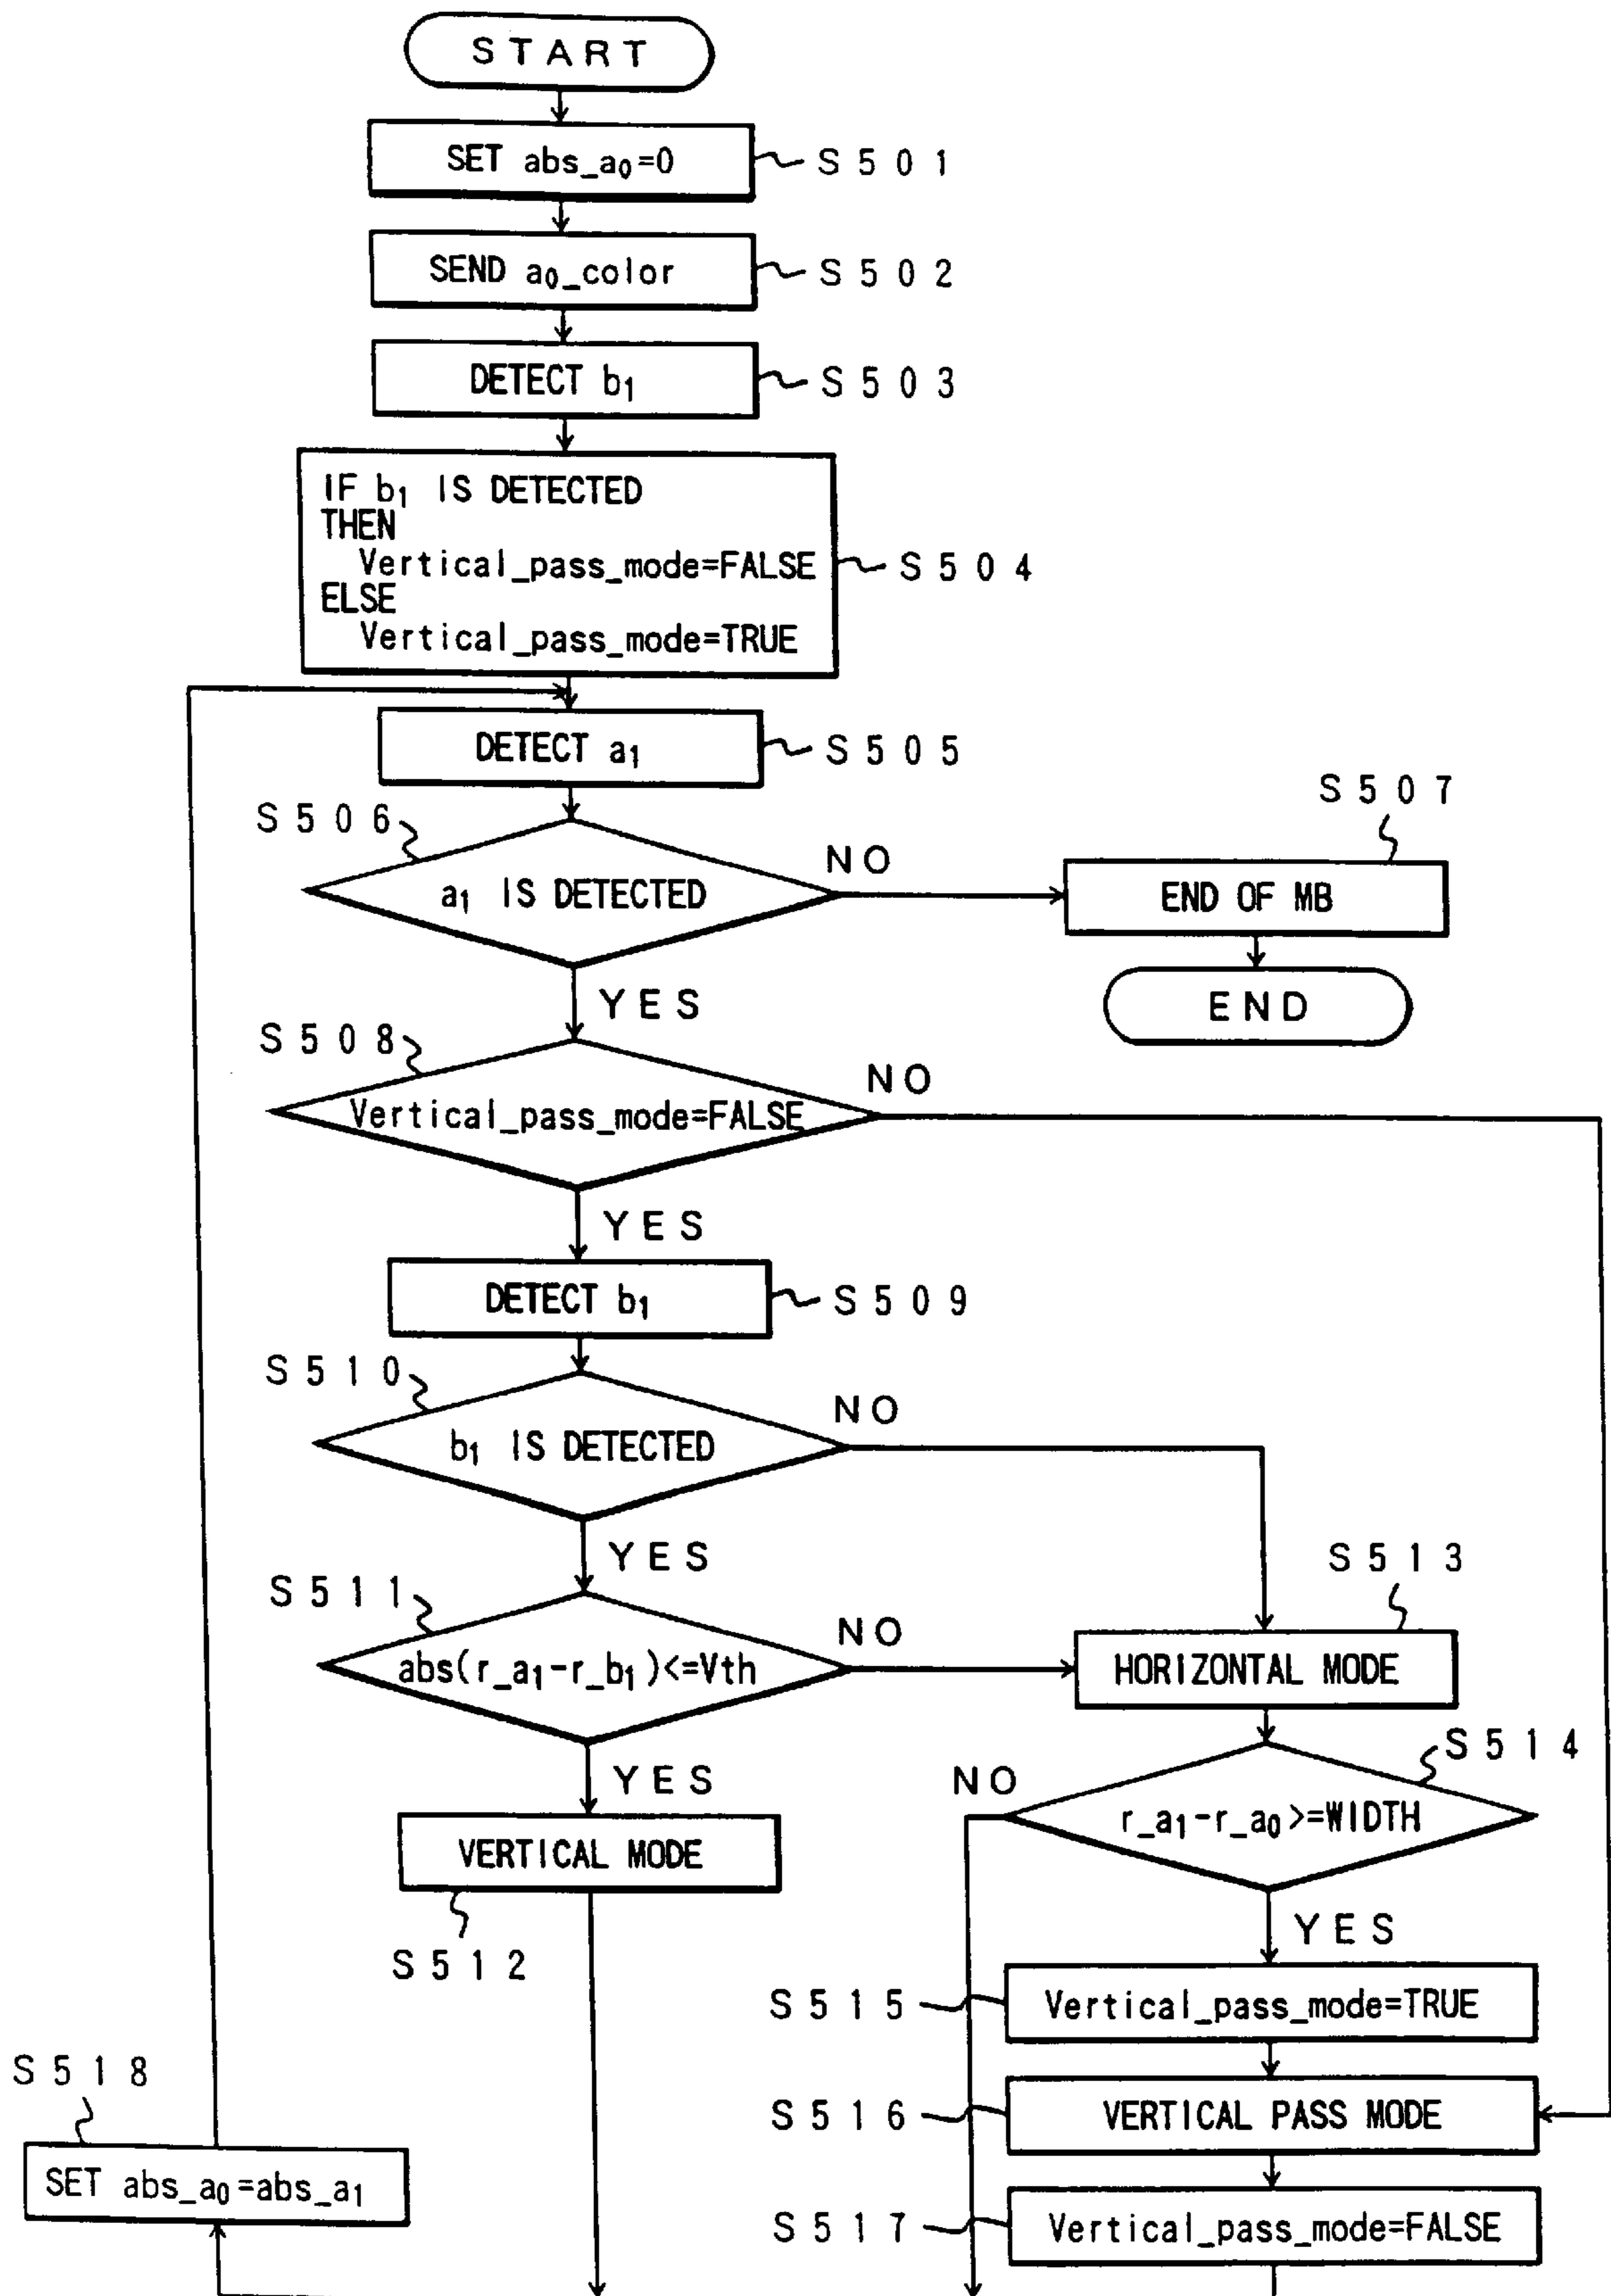 START
SET abs_a₀=0
S501
SEND a₀_color
S502
DETECT b₁
S503
IF b₁ IS DETECTED
THEN
Vertical_pass_mode=FALSE
ELSE
Vertical_pass_mode=TRUE
S504
DETECT a₁
S505
S506
a₁ IS DETECTED
NO
YES
S507
END OF MB
END
S508
Vertical_pass_mode=FALSE
NO
YES
DETECT b₁
S509
S510
b₁ IS DETECTED
NO
YES
S511
abs(r_a₁-r_b₁)<=Vth
NO
YES
S513
HORIZONTAL MODE
S514
NO
r_a₁-r_a₀>=WIDTH
YES
VERTICAL MODE
S512
S515
Vertical_pass_mode=TRUE
S516
VERTICAL PASS MODE
S517
Vertical_pass_mode=FALSE
S518
SET abs_a₀=abs_a₁